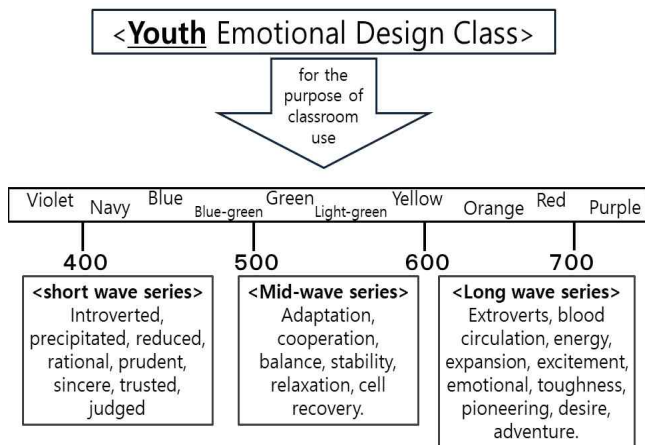 <Youth Emotional Design Class>
for the
purpose of
classroom
use
Violet Navy Blue Blue-green Green Light-green Yellow Orange Red Purple
400 500 600 700
<short wave series>
Introverted,
precipitated, reduced,
rational, prudent,
sincere, trusted,
judged
<Mid-wave series>
Adaptation,
cooperation,
balance, stability,
relaxation, cell
recovery.
<Long wave series>
Extroverts, blood
circulation, energy,
expansion, excitement,
emotional, toughness,
pioneering, desire,
adventure.